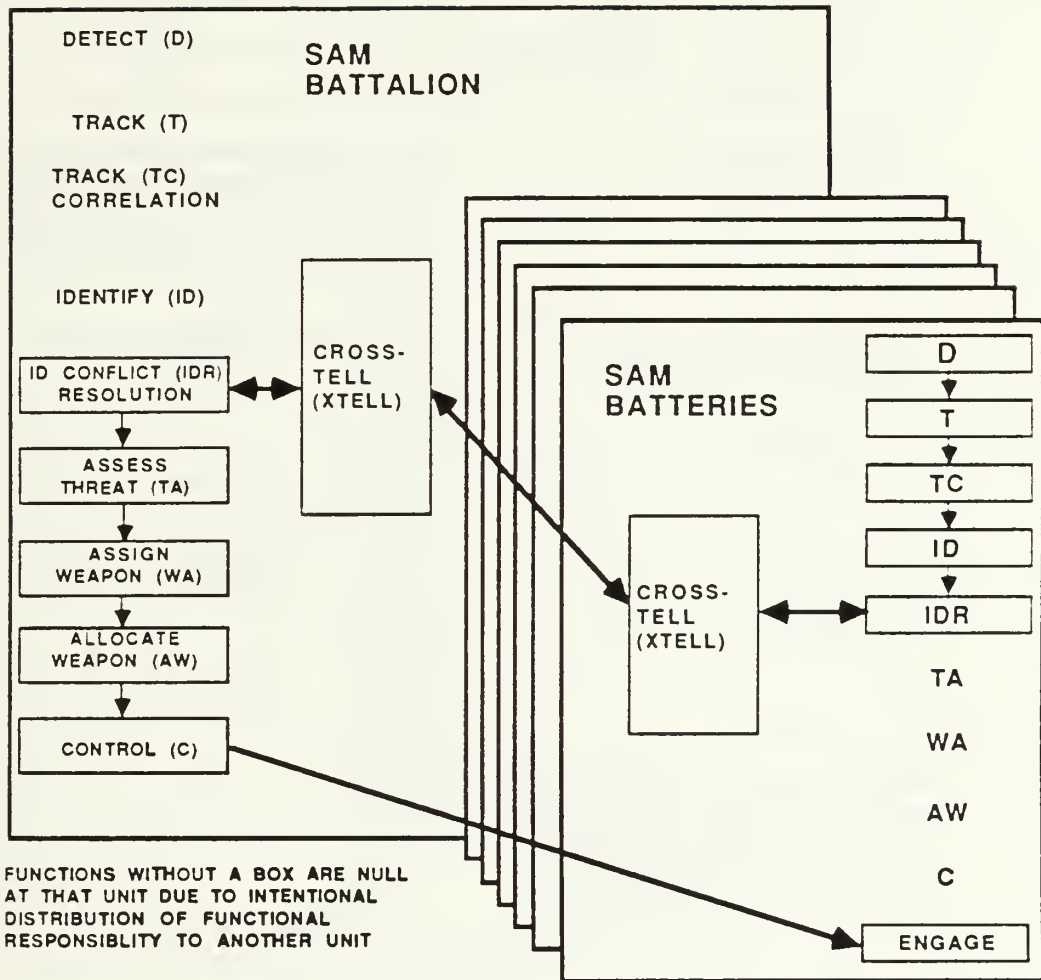 DETECT (D)
SAM
BATTALION
TRACK (T)
TRACK (TC)
CORRELATION
IDENTIFY (ID)
ID CONFLICT (IDR)
RESOLUTION
CROSS-
TELL
(XTELL)
ASSESS
THREAT (TA)
ASSIGN
WEAPON (WA)
ALLOCATE
WEAPON (AW)
CONTROL (C)
SAM
BATTERIES
D
T
TC
ID
IDR
CROSS-
TELL
(XTELL)
TA
WA
AW
C
ENGAGE
FUNCTIONS WITHOUT A BOX ARE NULL
AT THAT UNIT DUE TO INTENTIONAL
DISTRIBUTION OF FUNCTIONAL
RESPONSIBLITY TO ANOTHER UNIT